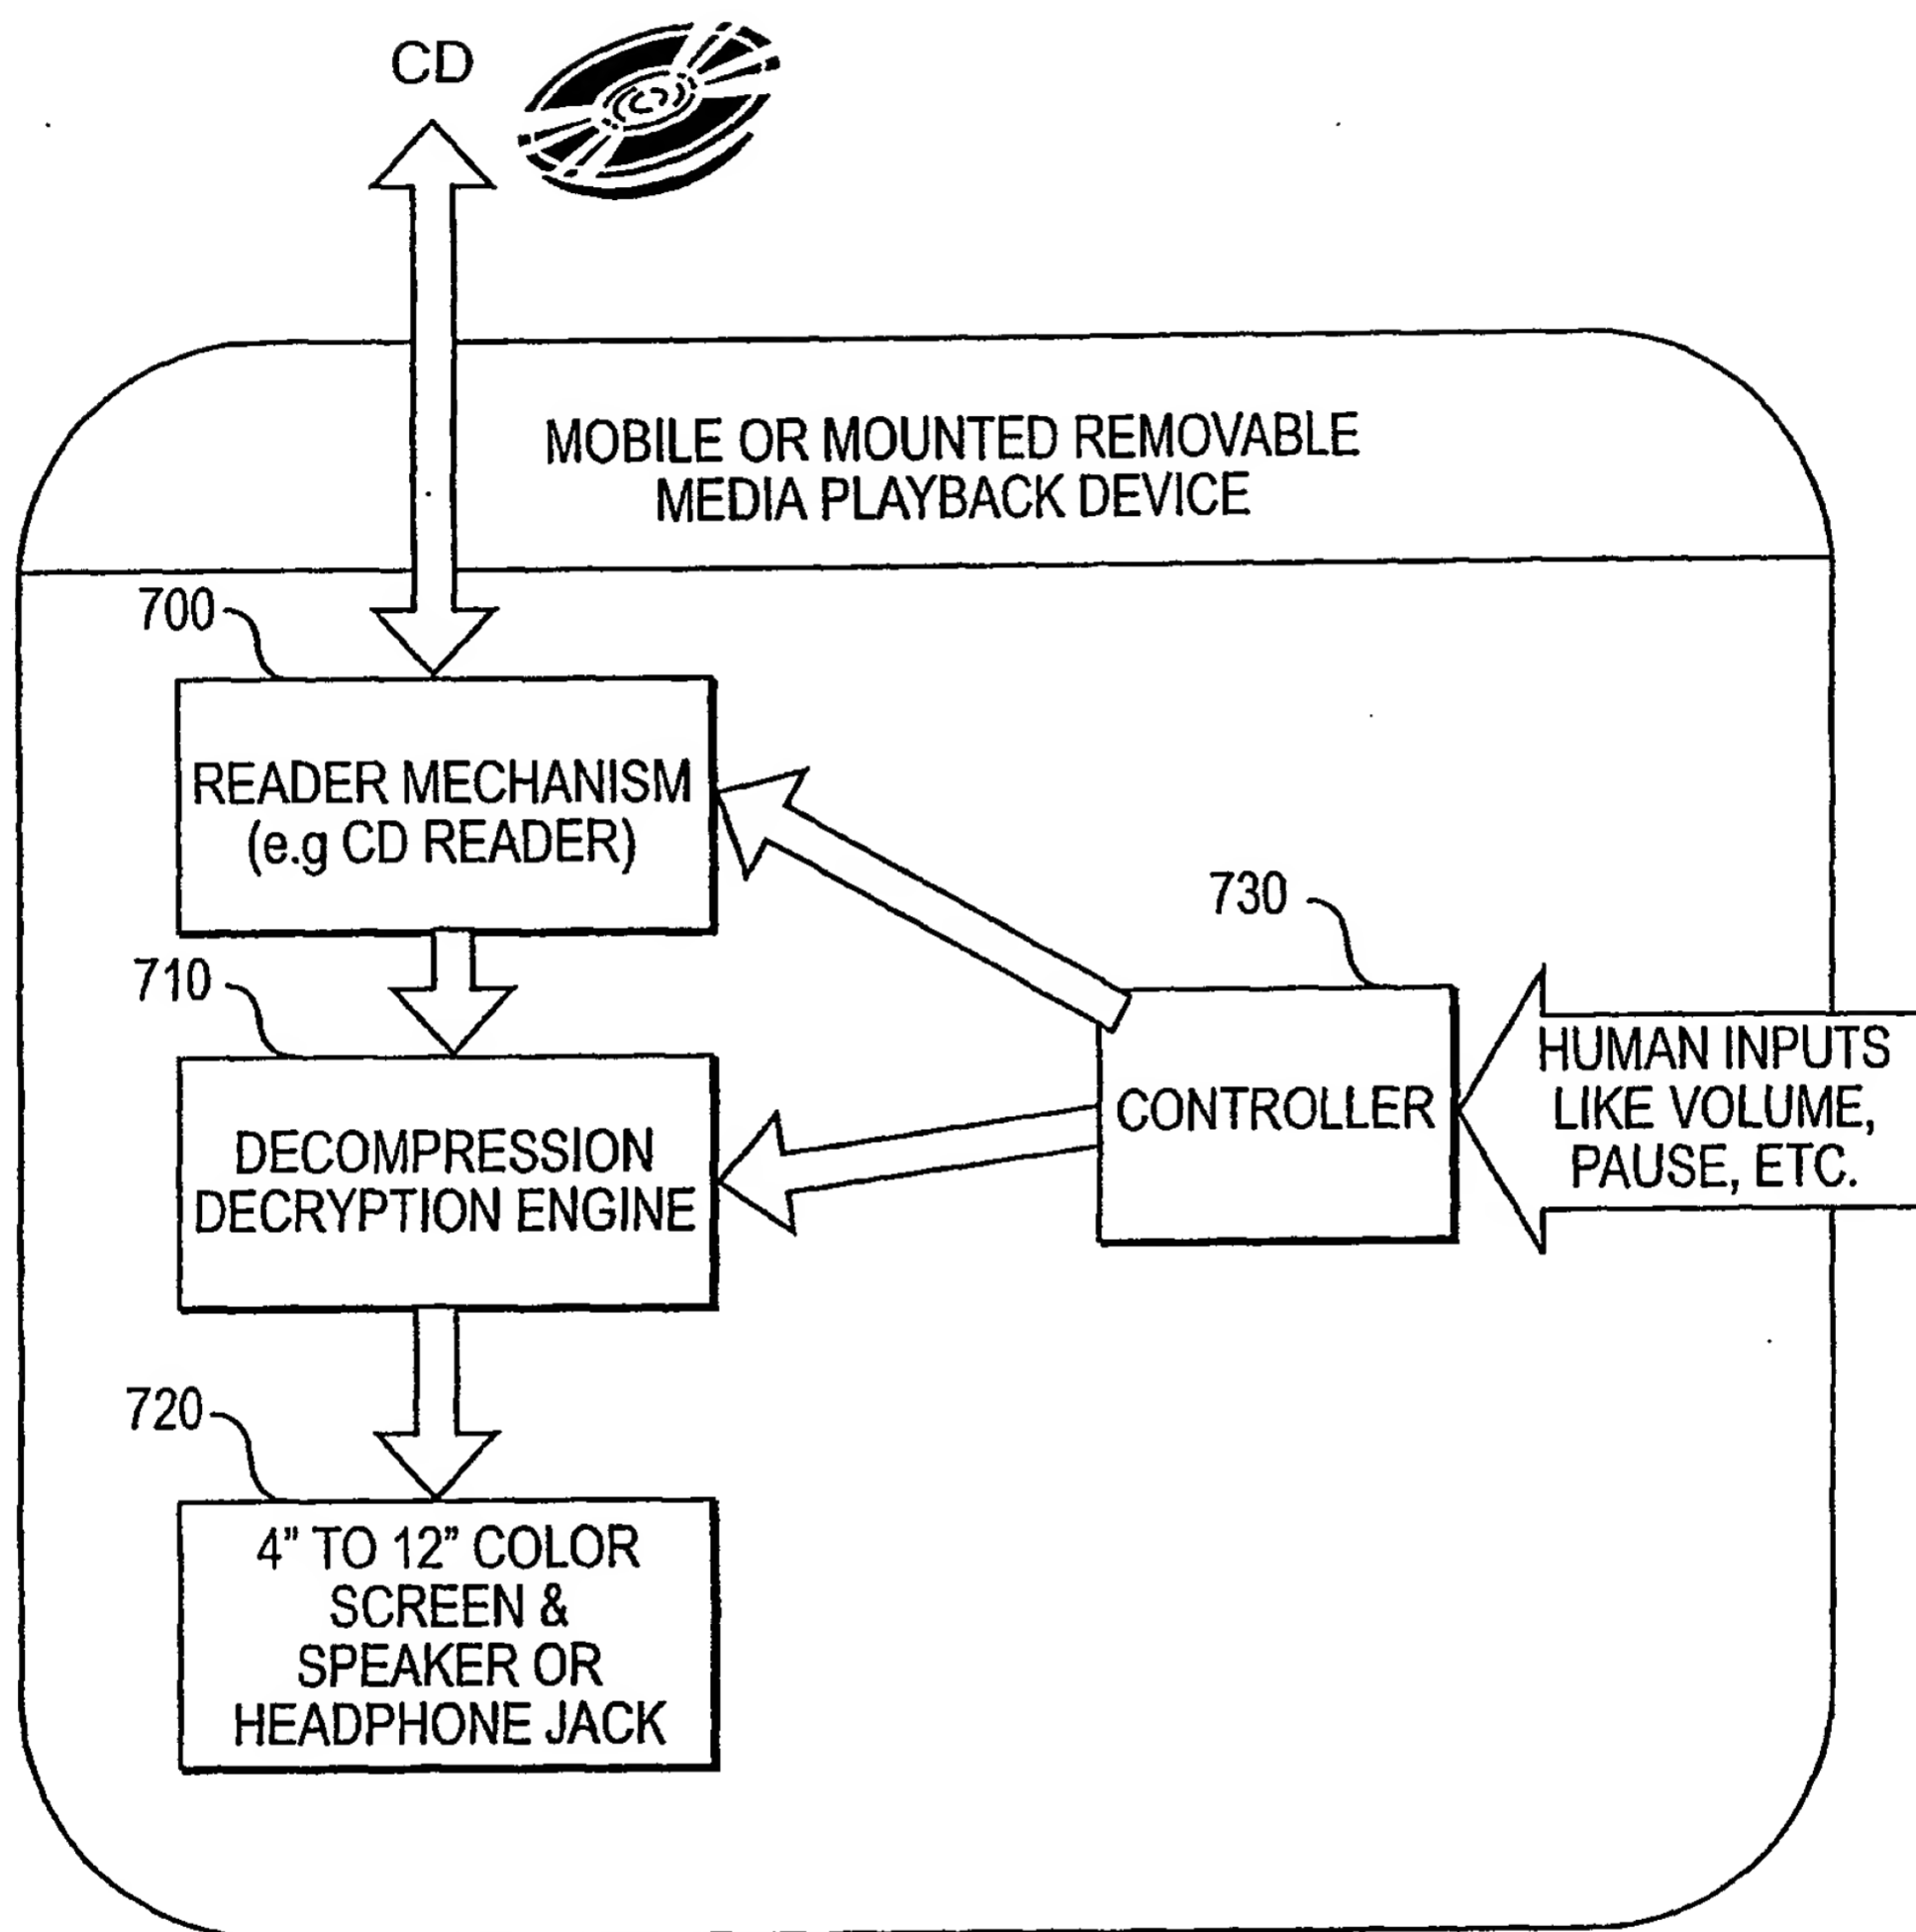 CD
MOBILE OR MOUNTED REMOVABLE
MEDIA PLAYBACK DEVICE
700
READER MECHANISM
(e.g CD READER)
730
710
HUMAN INPUTS
LIKE VOLUME,
PAUSE, ETC.
CONTROLLER
DECOMPRESSION
DECRYPTION ENGINE
720
4” TO 12” COLOR
SCREEN &
SPEAKER OR
HEADPHONE JACK